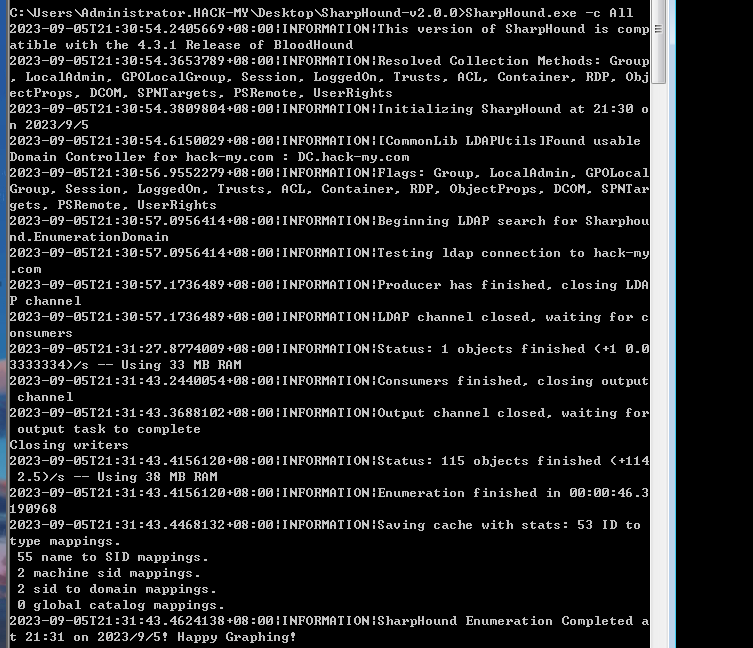 C:\Users\Administrator.HACK-MY\Desktop\SharpHound-v2.0.0>SharpHound.exe -c All
2023-09-05T21:30:54.2405669+08:00|INFORMATION|This version of SharpHound is comp
atible with the 4.3.1 Release of BloodHound
2023-09-05T21:30:54.3653789+08:00|INFORMATION|Resolved Collection Methods: Group
, LocalAdmin, GPOLocalGroup, Session, LoggedOn, Trusts, ACL, Container, RDP, Obj
ectProps, DCOM, SPNTargets, PSRemote, UserRights
2023-09-05T21:30:54.3809804+08:00|INFORMATION|Initializing SharpHound at 21:30 o
n 2023/9/5
2023-09-05T21:30:54.6150029+08:00|INFORMATION|[CommonLib LDAPUtils]Found usable
Domain Controller for hack-my.com : DC.hack-my.com
2023-09-05T21:30:56.9552279+08:00|INFORMATION|Flags: Group, LocalAdmin, GPOLocal
Group, Session, LoggedOn, Trusts, ACL, Container, RDP, ObjectProps, DCOM, SPNTar
gets, PSRemote, UserRights
2023-09-05T21:30:57.0956414+08:00|INFORMATION|Beginning LDAP search for Sharphou
nd.EnumerationDomain
2023-09-05T21:30:57.0956414+08:00|INFORMATION|Testing ldap connection to hack-my
.com
2023-09-05T21:30:57.1736489+08:00|INFORMATION|Producer has finished, closing LDA
P channel
2023-09-05T21:30:57.1736489+08:00|INFORMATION|LDAP channel closed, waiting for c
onsumers
2023-09-05T21:31:27.8774009+08:00|INFORMATION|Status: 1 objects finished (+1 0.0
3333334)/s -- Using 33 MB RAM
2023-09-05T21:31:43.2440054+08:00|INFORMATION|Consumers finished, closing output
 channel
2023-09-05T21:31:43.3688102+08:00|INFORMATION|Output channel closed, waiting for
 output task to complete
Closing writers
2023-09-05T21:31:43.4156120+08:00|INFORMATION|Status: 115 objects finished (+114
 2.5)/s -- Using 38 MB RAM
2023-09-05T21:31:43.4156120+08:00|INFORMATION|Enumeration finished in 00:00:46.3
190968
2023-09-05T21:31:43.4468132+08:00|INFORMATION|Saving cache with stats: 53 ID to
type mappings.
 55 name to SID mappings.
 2 machine sid mappings.
 2 sid to domain mappings.
 0 global catalog mappings.
2023-09-05T21:31:43.4624138+08:00|INFORMATION|SharpHound Enumeration Completed a
t 21:31 on 2023/9/5! Happy Graphing!